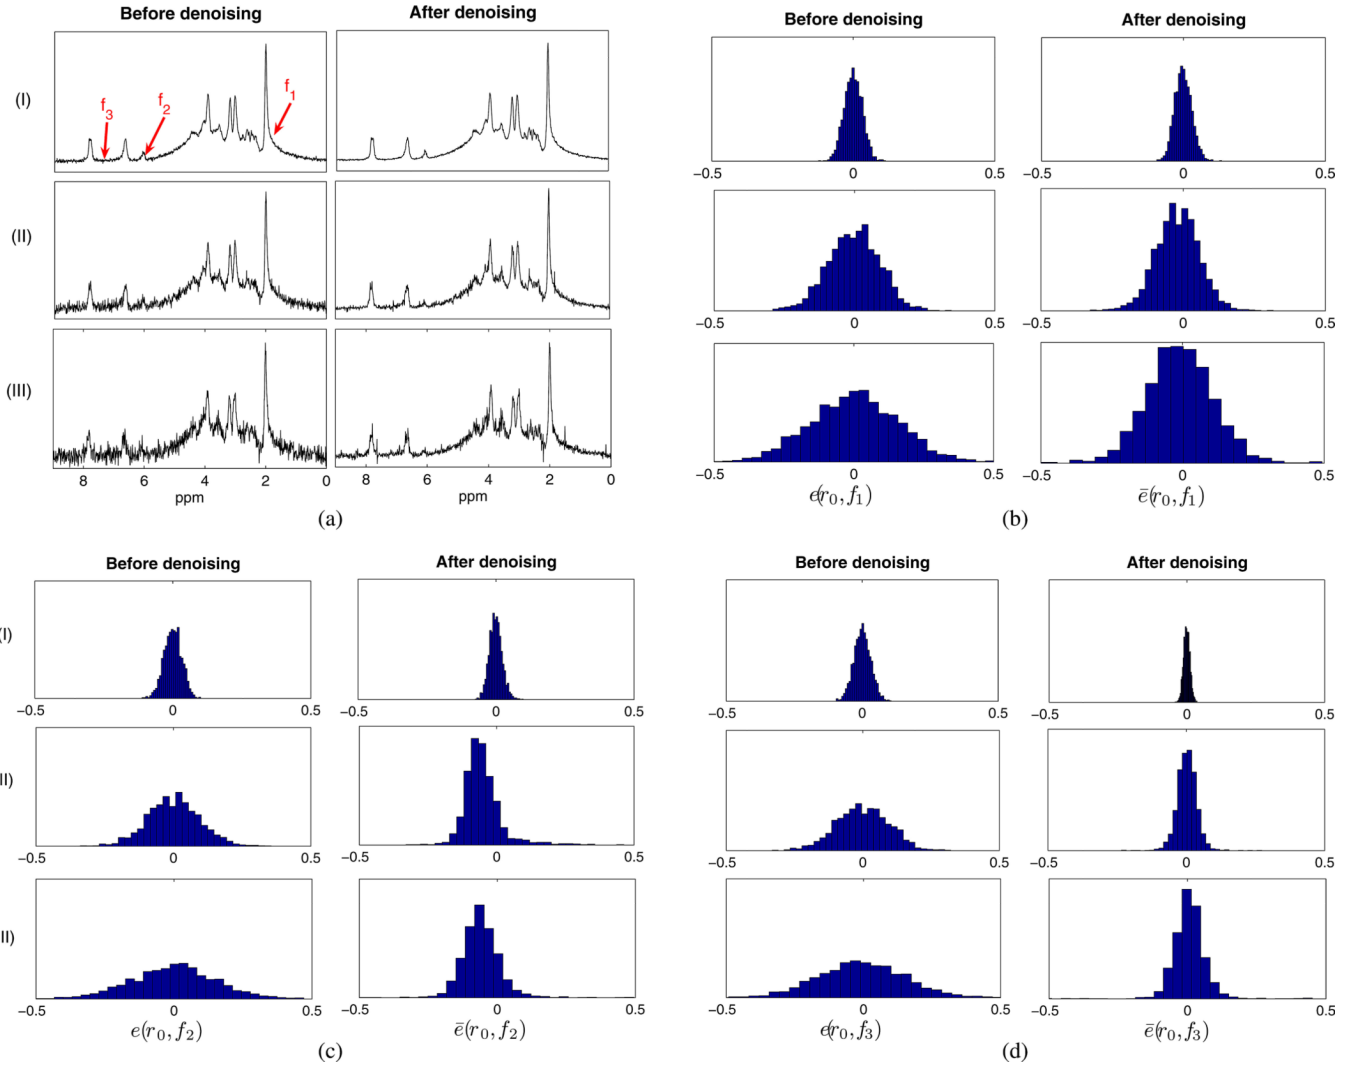 Before denoising
After denoising
(I)
f3
f2
f1
(II)
(III)
8 6 4 2 0
ppm
8 6 4 2 0
ppm
(a)
Before denoising
After denoising
−0.5 0 0.5
−0.5 0 0.5
−0.5 0 0.5
−0.5 0 0.5
−0.5 0 0.5
−0.5 0 0.5
e(r0, f1)
ē(r0, f1)
(b)
Before denoising
After denoising
(I)
−0.5 0 0.5
−0.5 0 0.5
II)
−0.5 0 0.5
−0.5 0 0.5
II)
−0.5 0 0.5
−0.5 0 0.5
e(r0, f2)
ē(r0, f2)
(c)
Before denoising
After denoising
−0.5 0 0.5
−0.5 0 0.5
−0.5 0 0.5
−0.5 0 0.5
−0.5 0 0.5
−0.5 0 0.5
e(r0, f3)
ē(r0, f3)
(d)